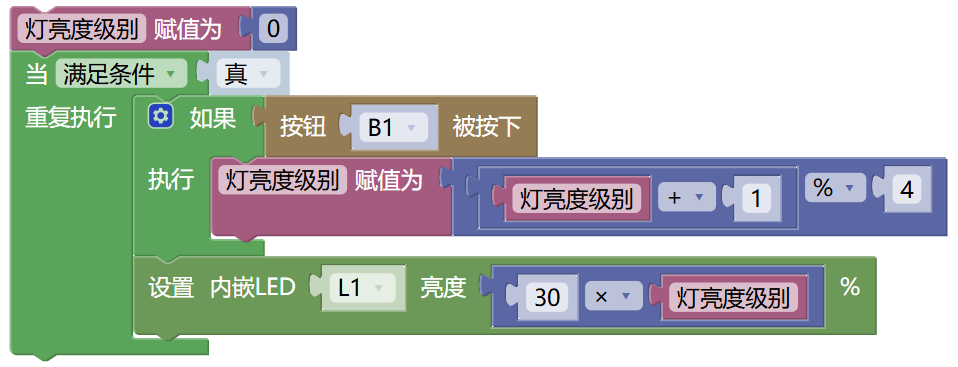 灯亮度级别 赋值为 0
当 满足条件 真
重复执行 如果 按钮 B1 被按下
执行 灯亮度级别 赋值为 灯亮度级别 + 1 % 4
设置 内嵌LED L1 亮度 30 × 灯亮度级别 %